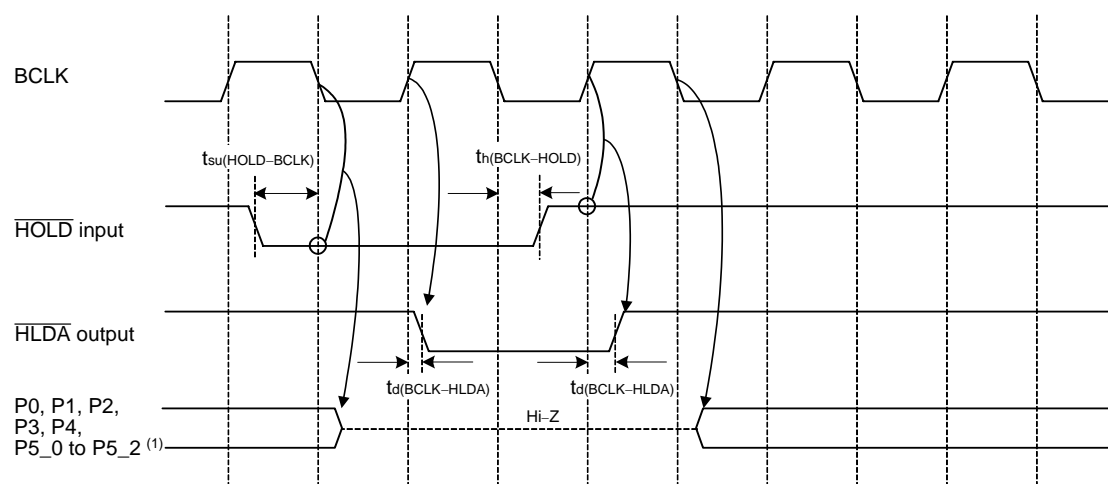 BCLK
tsu(HOLD–BCLK)
th(BCLK–HOLD)
HOLD input
HLDA output
td(BCLK–HLDA)
td(BCLK–HLDA)
P0, P1, P2,
P3, P4,
P5_0 to P5_2 (1)
Hi–Z